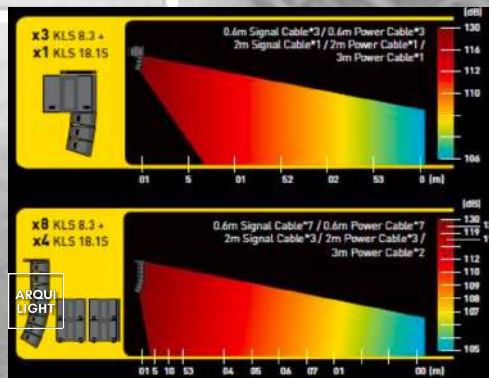 x3 KLS 8.3 +
x1 KLS 18.1S
0.6m Signal Cable*3 / 0.6m Power Cable*3
2m Signal Cable*1 / 2m Power Cable*1 /
3m Power Cable*1
(dB)
130
116
112
110
106
01 5 01 52 02 53 0 (m)
x8 KLS 8.3 +
x4 KLS 18.1S
0.6m Signal Cable*7 / 0.6m Power Cable*7
2m Signal Cable*3 / 2m Power Cable*3 /
3m Power Cable*2
(dB)
130
119
112
110
109
108
107
105
ARQUI
LIGHT
01 5 10 53 04 05 06 07 01 00 (m)